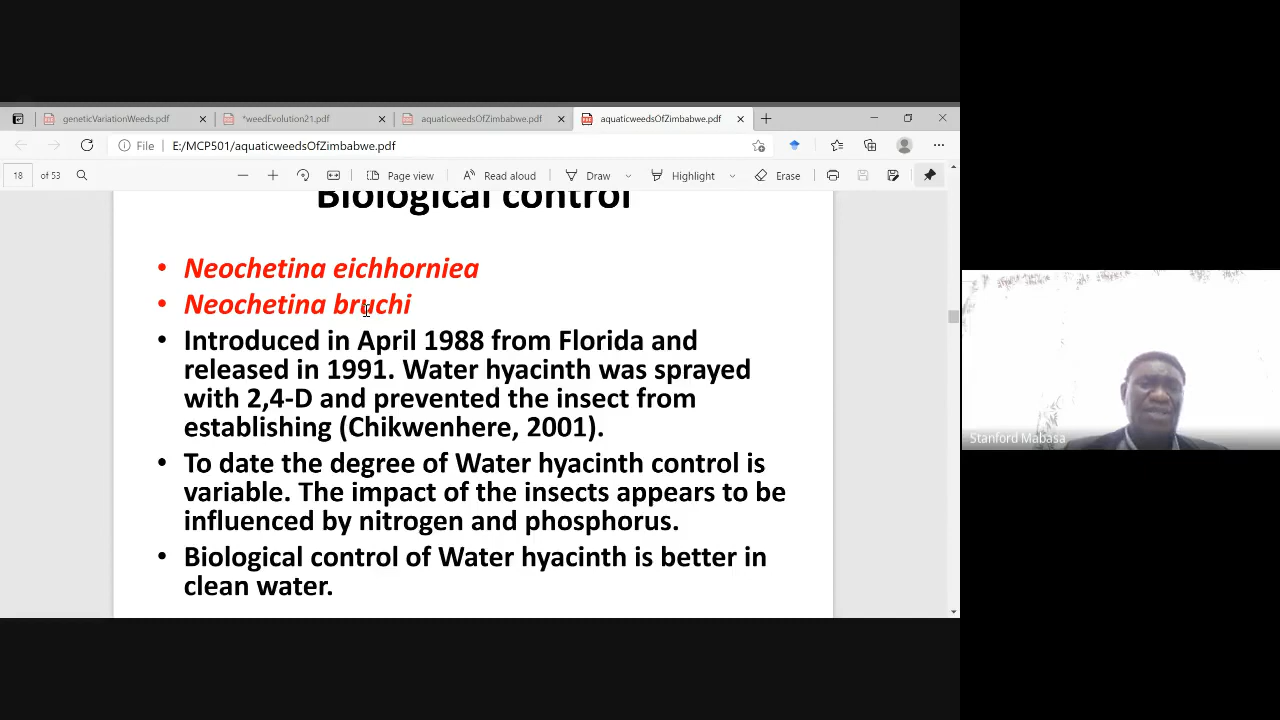 geneticVariationWeeds.pdf
*weedEvolution21.pdf
aquaticweedsOfZimbabwe.pdf
aquaticweedsOfZimbabwe.pdf
File E:/MCP501/aquaticweedsOfZimbabwe.pdf
18 of 53 Page view Read aloud Draw Highlight Erase
Biological control
• Neochetina eichhorniea
• Neochetina bruchi
• Introduced in April 1988 from Florida and
released in 1991. Water hyacinth was sprayed
with 2,4-D and prevented the insect from
establishing (Chikwenhere, 2001).
• To date the degree of Water hyacinth control is
variable. The impact of the insects appears to be
influenced by nitrogen and phosphorus.
• Biological control of Water hyacinth is better in
clean water.
Stanford Mabasa